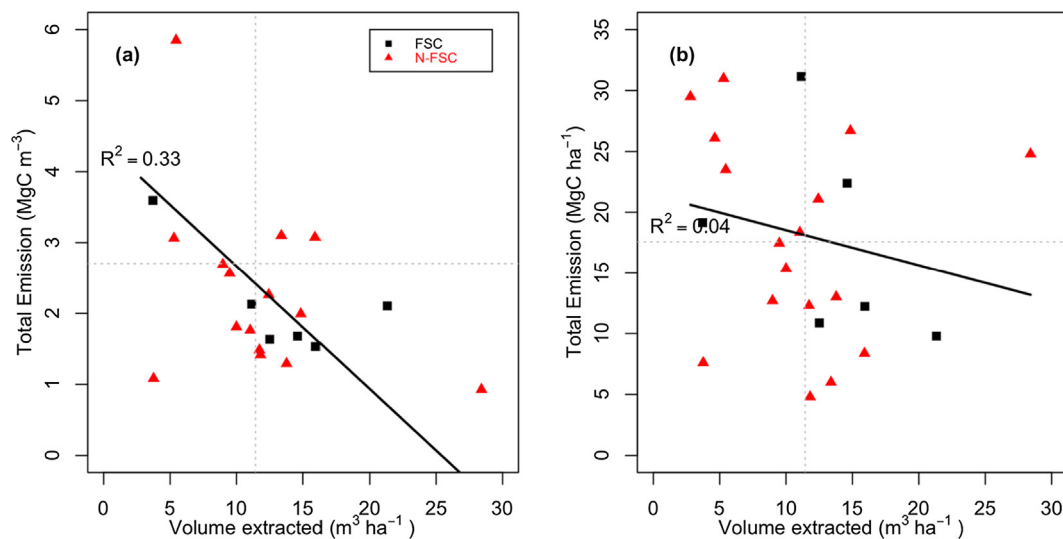 (a)
FSC
N-FSC
R² = 0.33
Total Emission (MgC m⁻³)
6
5
4
3
2
1
0
0 5 10 15 20 25 30
Volume extracted (m³ ha⁻¹)
(b)
R² = 0.04
Total Emission (MgC ha⁻¹)
35
30
25
20
15
10
5
0
0 5 10 15 20 25 30
Volume extracted (m³ ha⁻¹)